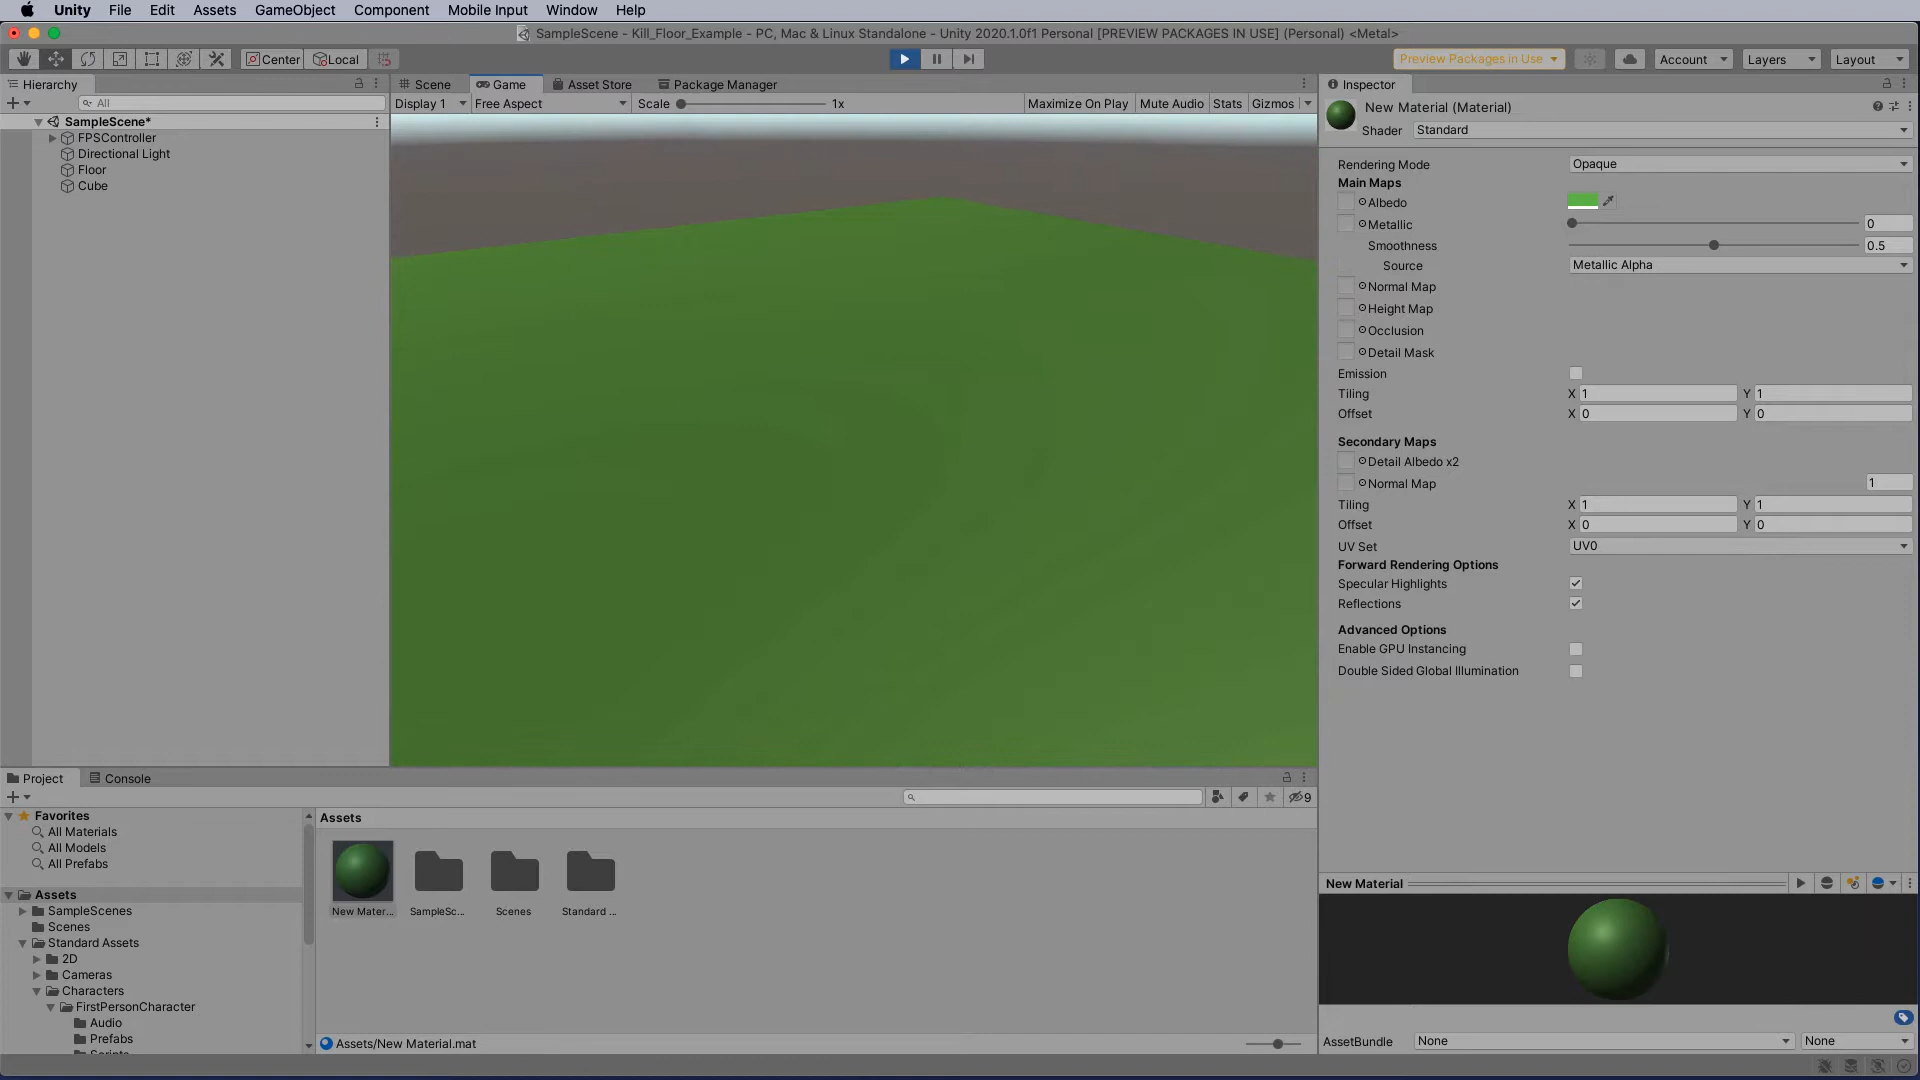 Unity File Edit Assets GameObject Component Mobile Input Window Help
SampleScene - Kill_Floor_Example - PC, Mac & Linux Standalone - Unity 2020.1.0f1 Personal [PREVIEW PACKAGES IN USE] (Personal) <Metal>
Center Local Preview Packages in Use Account Layers Layout
Hierarchy
All
SampleScene*
FPSController
Directional Light
Floor
Cube
Scene Game Asset Store Package Manager
Display 1 Free Aspect Scale 1x Maximize On Play Mute Audio Stats Gizmos
Inspector
New Material (Material)
Shader Standard
Rendering Mode Opaque
Main Maps
Albedo
Metallic 0
Smoothness 0.5
Source Metallic Alpha
Normal Map
Height Map
Occlusion
Detail Mask
Emission
Tiling X 1 Y 1
Offset X 0 Y 0
Secondary Maps
Detail Albedo x2
Normal Map 1
Tiling X 1 Y 1
Offset X 0 Y 0
UV Set UV0
Forward Rendering Options
Specular Highlights
Reflections
Advanced Options
Enable GPU Instancing
Double Sided Global Illumination
New Material
AssetBundle None None
Project Console
9
Favorites
All Materials
All Models
All Prefabs
Assets
SampleScenes
Scenes
Standard Assets
2D
Cameras
Characters
FirstPersonCharacter
Audio
Prefabs
Scripts
Assets
New Mater... SampleSc... Scenes Standard ...
Assets/New Material.mat